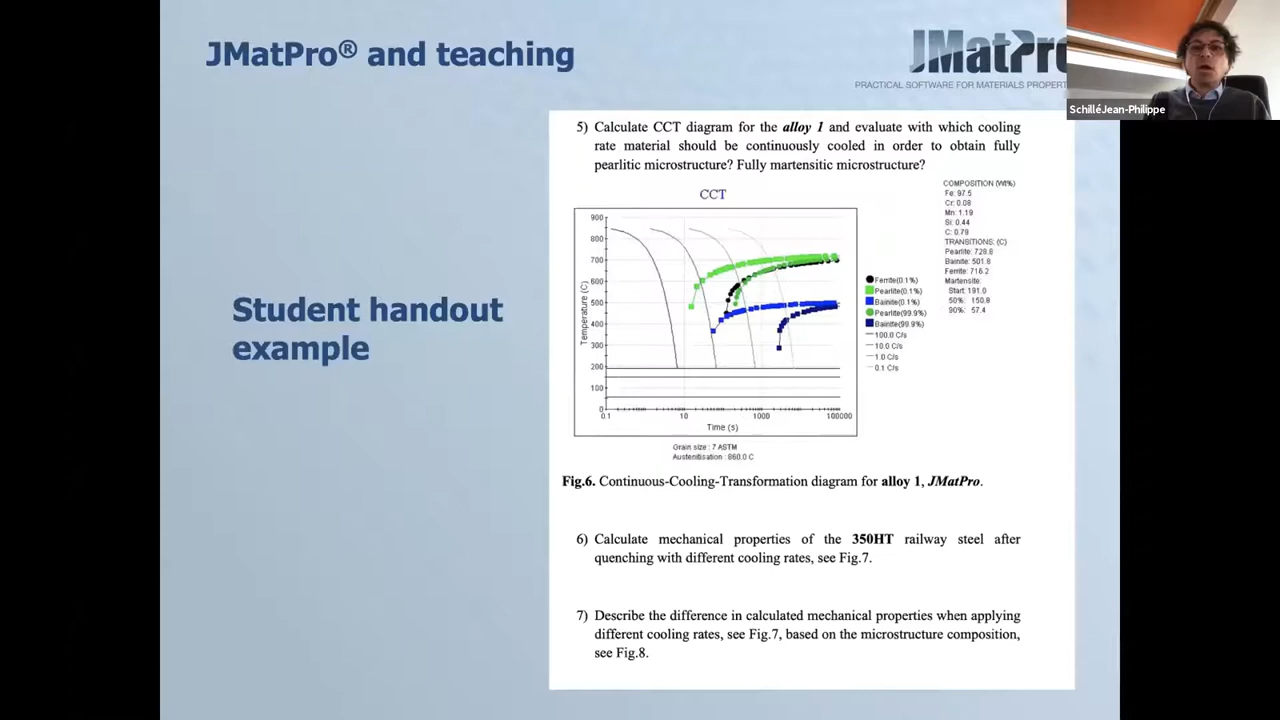 JMatPro® and teaching
JMatPro
PRACTICAL SOFTWARE FOR MATERIALS PROPERT
SchilléJean-Philippe
Student handout
example
5) Calculate CCT diagram for the alloy 1 and evaluate with which cooling
rate material should be continuously cooled in order to obtain fully
pearlitic microstructure? Fully martensitic microstructure?
CCT
900
800
700
600
500
400
300
200
100
0
Temperature (C)
0.1
10
1000
100000
Time (s)
Grain size : 7 ASTM
Austenitisation : 860.0 C
Ferrite(0.1%)
Pearlite(0.1%)
Bainite(0.1%)
Pearlite(99.9%)
Bainite(99.9%)
100.0 C/s
10.0 C/s
1.0 C/s
0.1 C/s
COMPOSITION (Wt%)
Fe: 97.5
Cr: 0.08
Mn: 1.19
Si: 0.44
C: 0.78
TRANSITIONS: (C)
Pearlite: 728.8
Bainite: 501.8
Ferrite: 716.2
Martensite:
Start: 191.0
50%: 150.8
90%: 57.4
Fig.6. Continuous-Cooling-Transformation diagram for alloy 1, JMatPro.
6) Calculate mechanical properties of the 350HT railway steel after
quenching with different cooling rates, see Fig.7.
7) Describe the difference in calculated mechanical properties when applying
different cooling rates, see Fig.7, based on the microstructure composition,
see Fig.8.